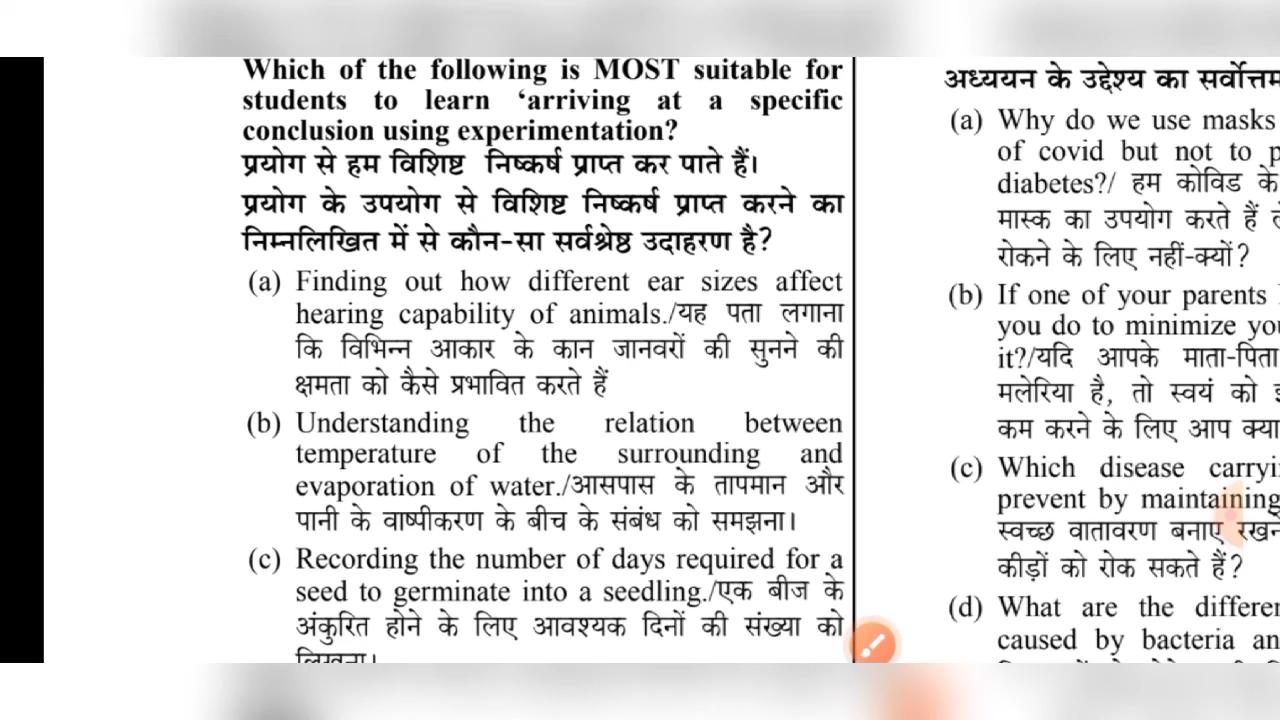 Which of the following is MOST suitable for
students to learn ‘arriving at a specific
conclusion using experimentation?
प्रयोग से हम विशिष्ट निष्कर्ष प्राप्त कर पाते हैं।
प्रयोग के उपयोग से विशिष्ट निष्कर्ष प्राप्त करने का
निम्नलिखित में से कौन-सा सर्वश्रेष्ठ उदाहरण है?
(a) Finding out how different ear sizes affect
hearing capability of animals./यह पता लगाना
कि विभिन्न आकार के कान जानवरों की सुनने की
क्षमता को कैसे प्रभावित करते हैं
(b) Understanding the relation between
temperature of the surrounding and
evaporation of water./आसपास के तापमान और
पानी के वाष्पीकरण के बीच के संबंध को समझना।
(c) Recording the number of days required for a
seed to germinate into a seedling./एक बीज के
अंकुरित होने के लिए आवश्यक दिनों की संख्या को
लिखना।
अध्ययन के उद्देश्य का सर्वोत्तम
(a) Why do we use masks
of covid but not to p
diabetes?/ हम कोविड के
मास्क का उपयोग करते हैं
रोकने के लिए नहीं-क्यों?
(b) If one of your parents
you do to minimize you
it?/यदि आपके माता-पिता
मलेरिया है, तो स्वयं को
कम करने के लिए आप क्या
(c) Which disease carryi
prevent by maintaining
स्वच्छ वातावरण बनाए रखन
कीड़ों को रोक सकते हैं?
(d) What are the differen
caused by bacteria an